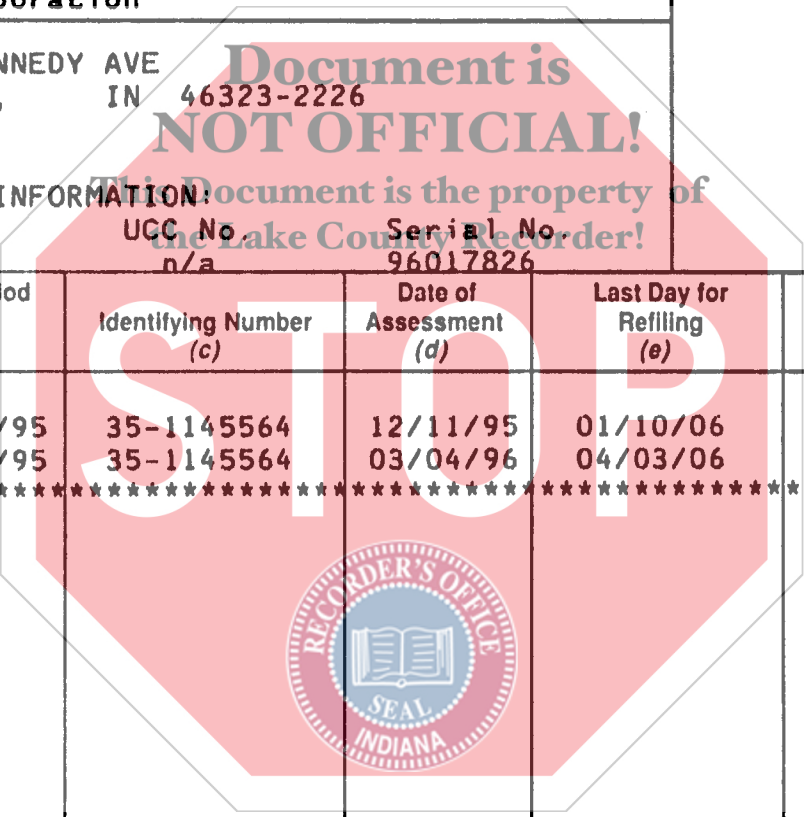 NNEDY AVE
, IN 46323-2226
INFORMATION:
UCC No. Serial No.
n/a 96017826
Document is
NOT OFFICIAL!
This Document is the property of
the Lake County Recorder!
Identifying Number
(c)
Date of
Assessment
(d)
Last Day for
Refiling
(e)
/95 35-1145564 12/11/95 01/10/06
/95 35-1145564 03/04/96 04/03/06
*******************************************
STOP
RECORDER'S OFFICE
SEAL
INDIANA